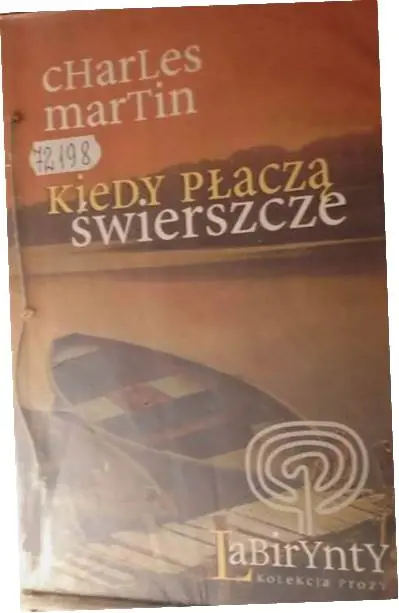 CHarLes
marTin
72198
KieDY PŁaczą
świerszcze
LaBirYntY
KOLEKCJA PrOZY